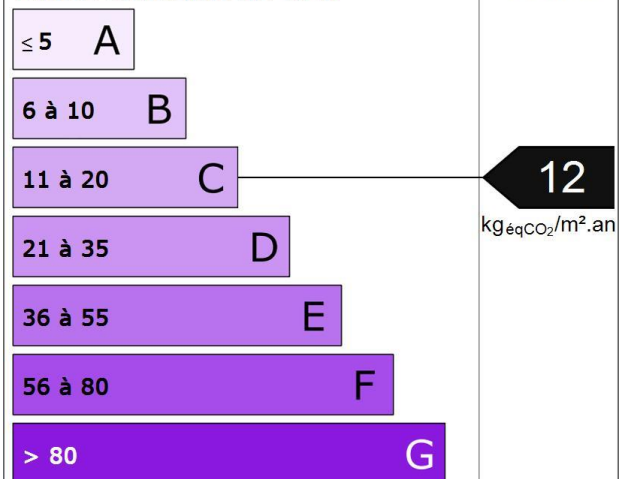 ≤ 5 A
6 à 10 B
11 à 20 C
12
kgéqCO₂/m².an
21 à 35 D
36 à 55 E
56 à 80 F
> 80 G